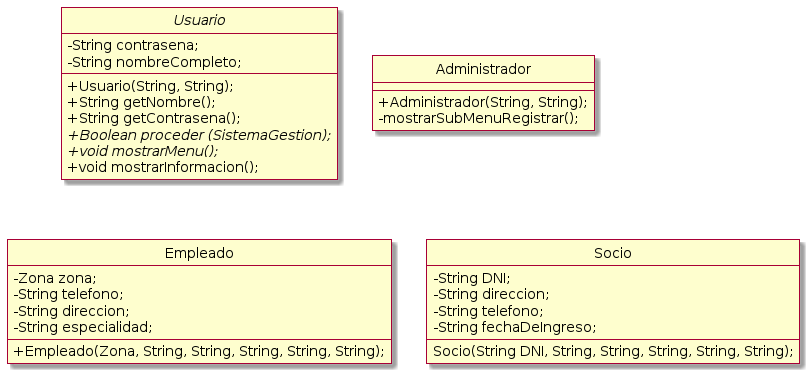 Usuario
-String contrasena;
-String nombreCompleto;
+Usuario(String, String);
+String getNombre();
+String getContrasena();
+Boolean proceder (SistemaGestion);
+void mostrarMenu();
+void mostrarInformacion();
Administrador
+Administrador(String, String);
-mostrarSubMenuRegistrar();
Empleado
-Zona zona;
-String telefono;
-String direccion;
-String especialidad;
+Empleado(Zona, String, String, String, String, String);
Socio
-String DNI;
-String direccion;
-String telefono;
-String fechaDeIngreso;
Socio(String DNI, String, String, String, String, String);